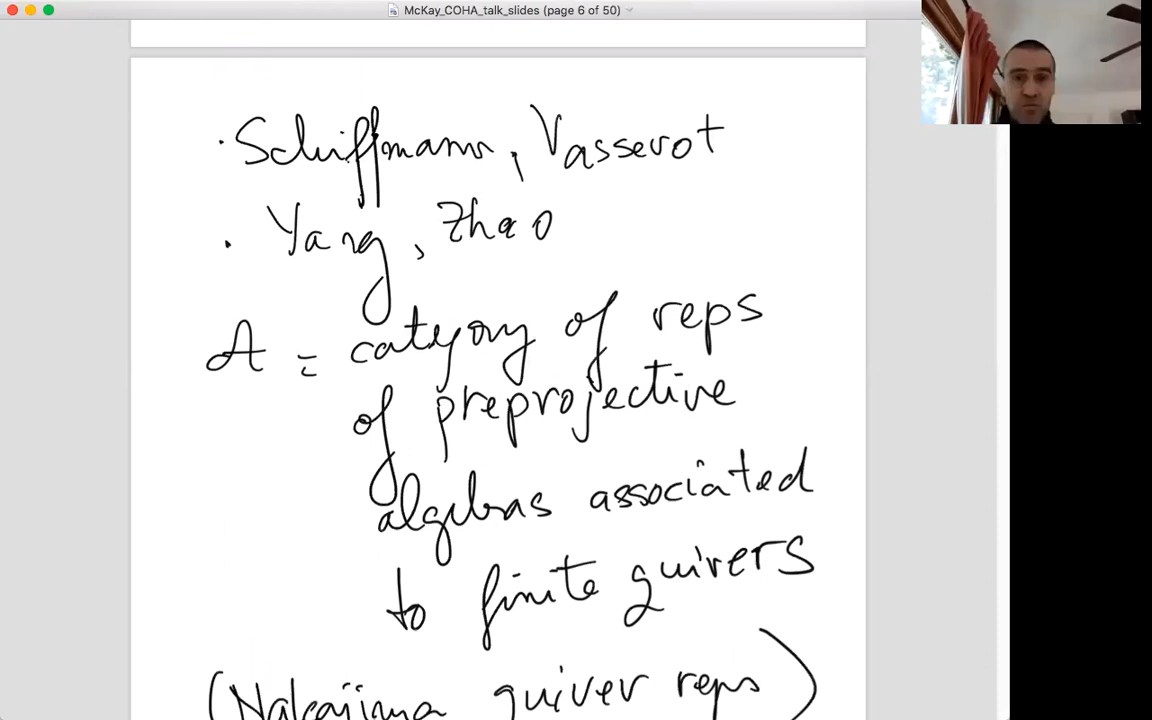 McKay_COHA_talk_slides (page 6 of 50)
· Schiffmann, Vasserot
· Yang, Zhao
A = category of reps
of preprojective
algebras associated
to finite quivers
(Nakajima quiver reps)